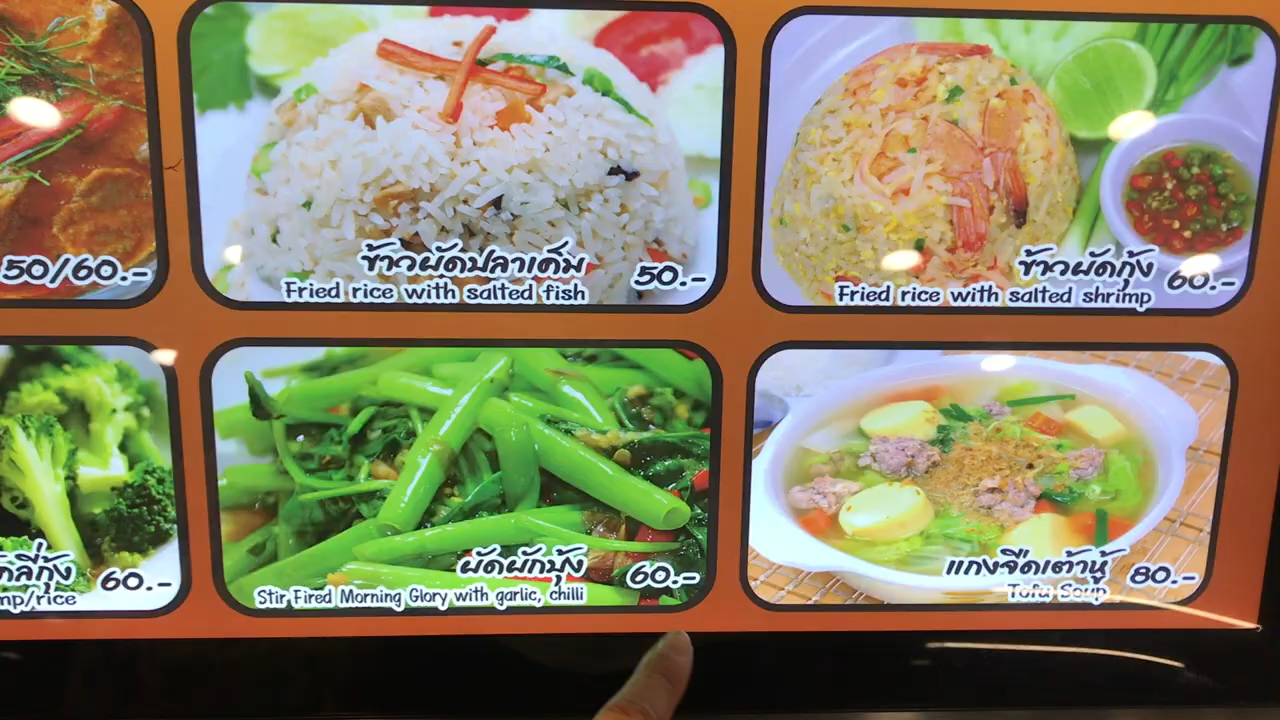 50/60.-
ข้าวผัดปลาเค็ม 50.-
Fried rice with salted fish
ข้าวผัดกุ้ง 60.-
Fried rice with salted shrimp
60.-
mp/rice
ผัดผักบุ้ง 60.-
Stir Fired Morning Glory with garlic, chilli
แกงจืดเต้าหู้ 80.-
Tofu Soup